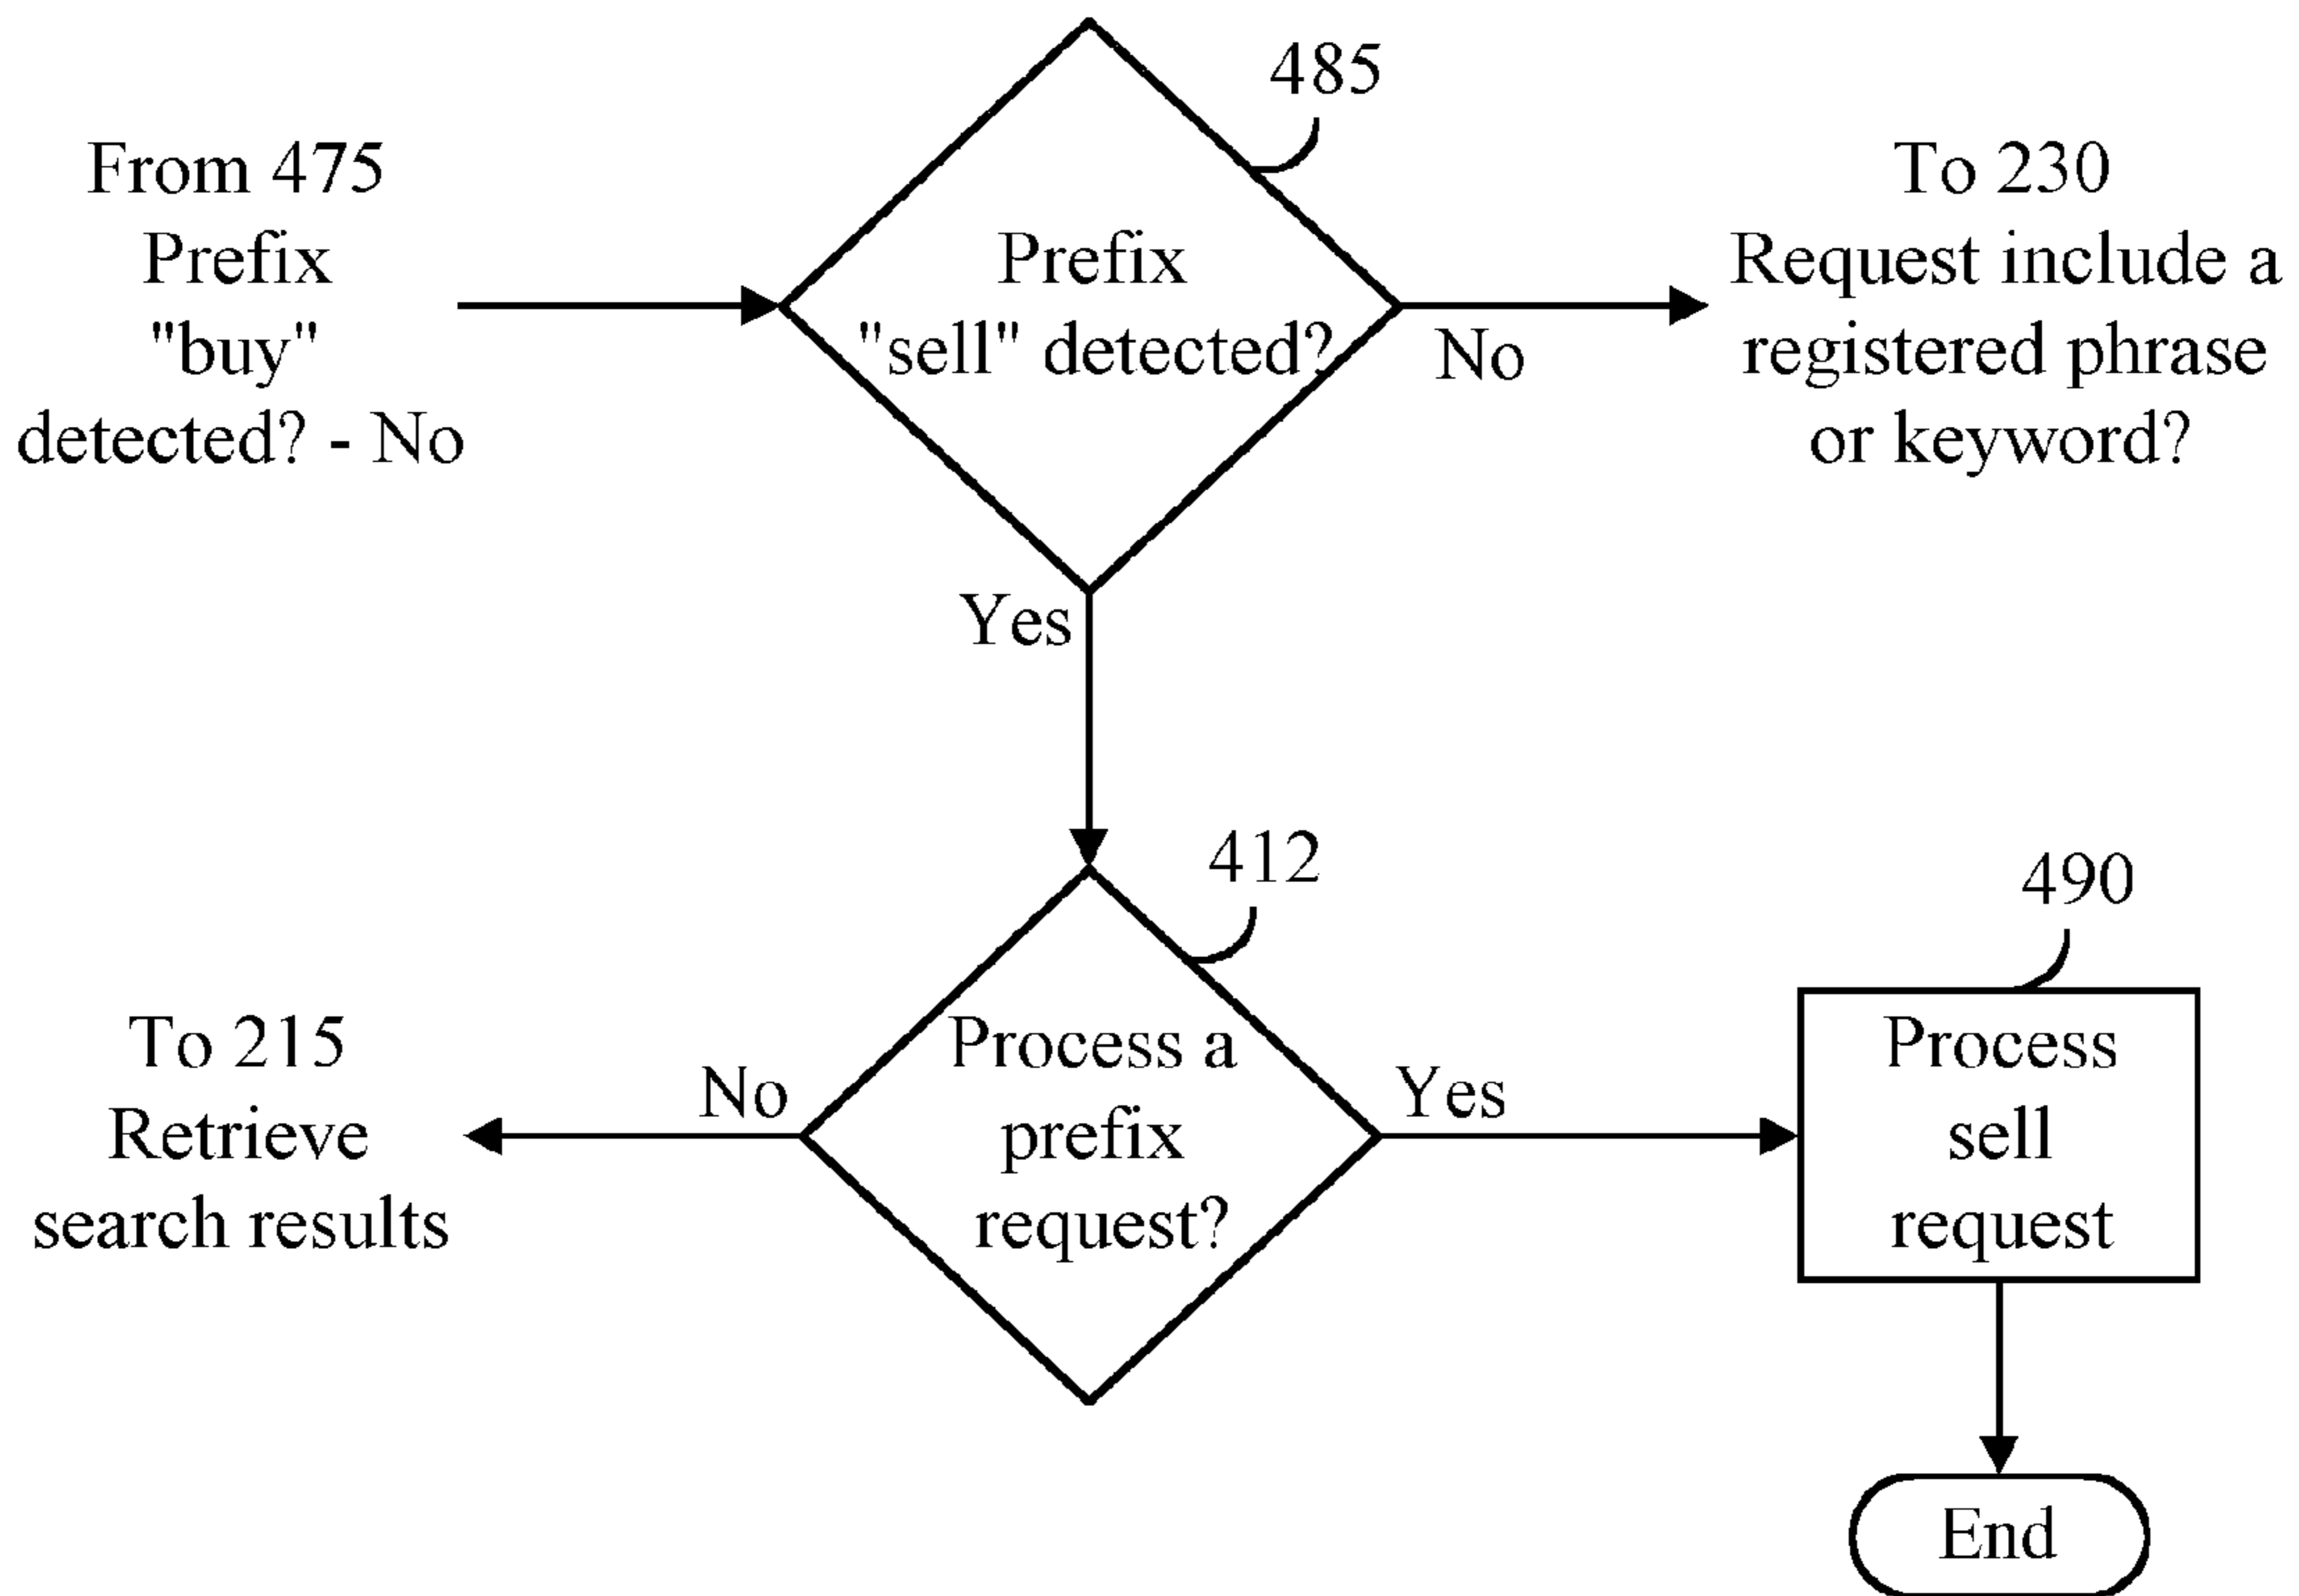 485
From 475
Prefix
"buy"
detected? - No
Prefix
"sell" detected?
No
To 230
Request include a
registered phrase
or keyword?
Yes
412
To 215
Retrieve
search results
No
Process a
prefix
request?
Yes
490
Process
sell
request
End